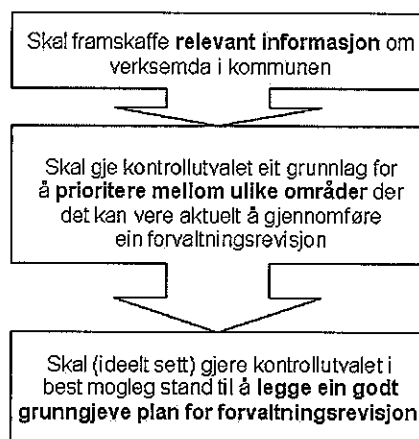 Skal framskaffe relevant informasjon om
verksemda i kommunen
Skal gje kontrollutvalet eit grunnlag for
å prioritere mellom ulike områder der
det kan vere aktuelt å gjennomføre
ein forvaltningsrevisjon
Skal (ideelt sett) gjere kontrollutvalet i
best mogleg stand til å legge ein godt
grunngjeve plan for forvaltningsrevisjon